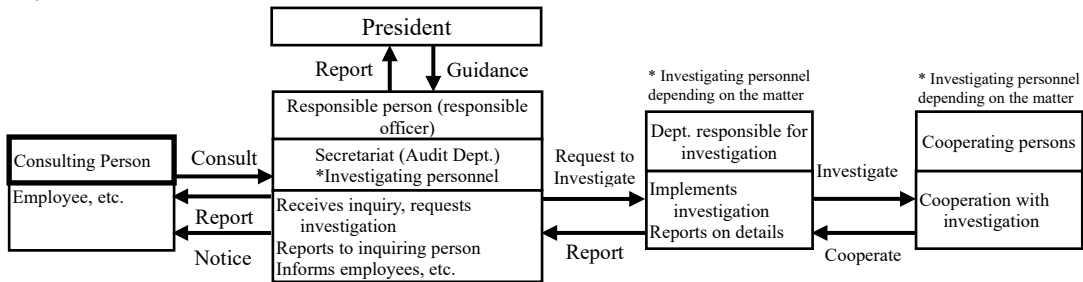 President
Report
Guidance
* Investigating personnel
depending on the matter
* Investigating personnel
depending on the matter
Responsible person (responsible
officer)
Dept. responsible for
investigation
Cooperating persons
Consulting Person
Consult
Secretariat (Audit Dept.)
*Investigating personnel
Request to
Investigate
Investigate
Employee, etc.
Report
Notice
Receives inquiry, requests
investigation
Reports to inquiring person
Informs employees, etc.
Report
Implements
investigation
Reports on details
Cooperate
Cooperation with
investigation